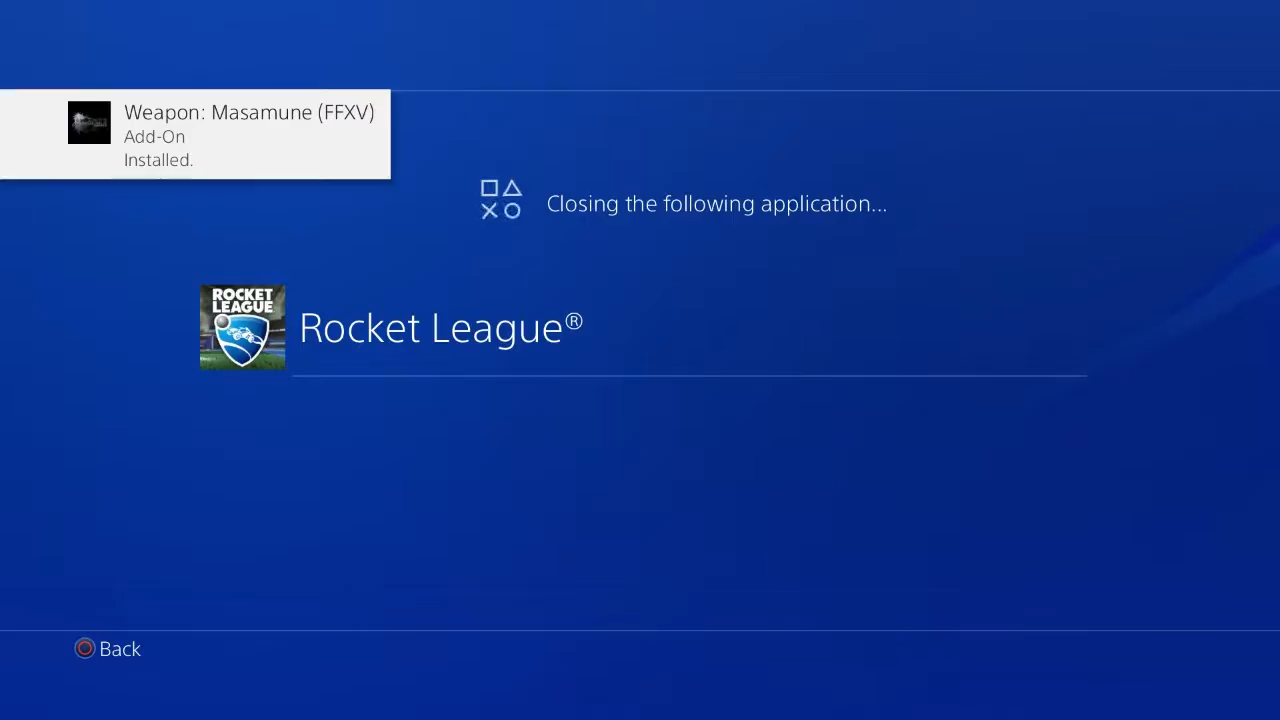 Weapon: Masamune (FFXV)
Add-On
Installed.
Closing the following application...
ROCKET
LEAGUE
Rocket League®
Back